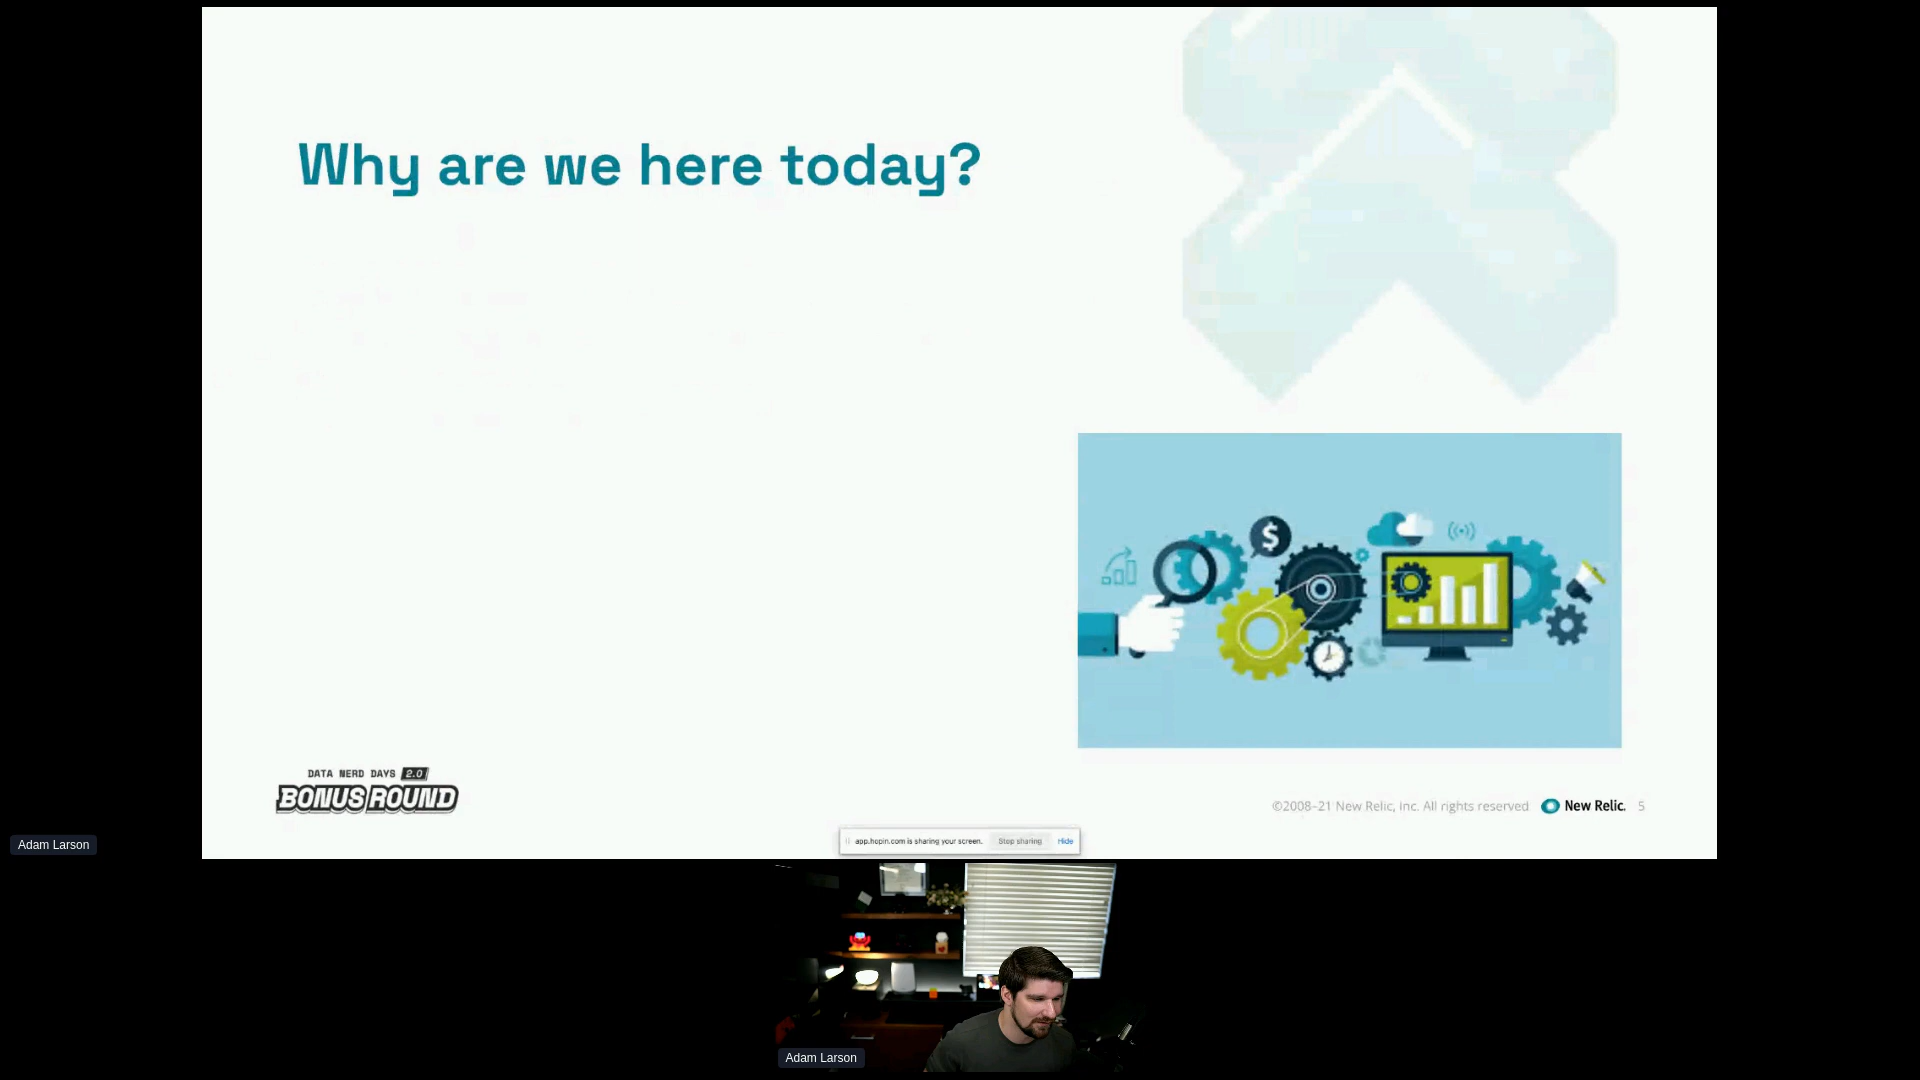 Why are we here today?
$
DATA NERD DAYS 2.0
BONUS ROUND
©2008–21 New Relic, Inc. All rights reserved
New Relic.
5
app.hopin.com is sharing your screen.
Stop sharing
Hide
Adam Larson
Adam Larson